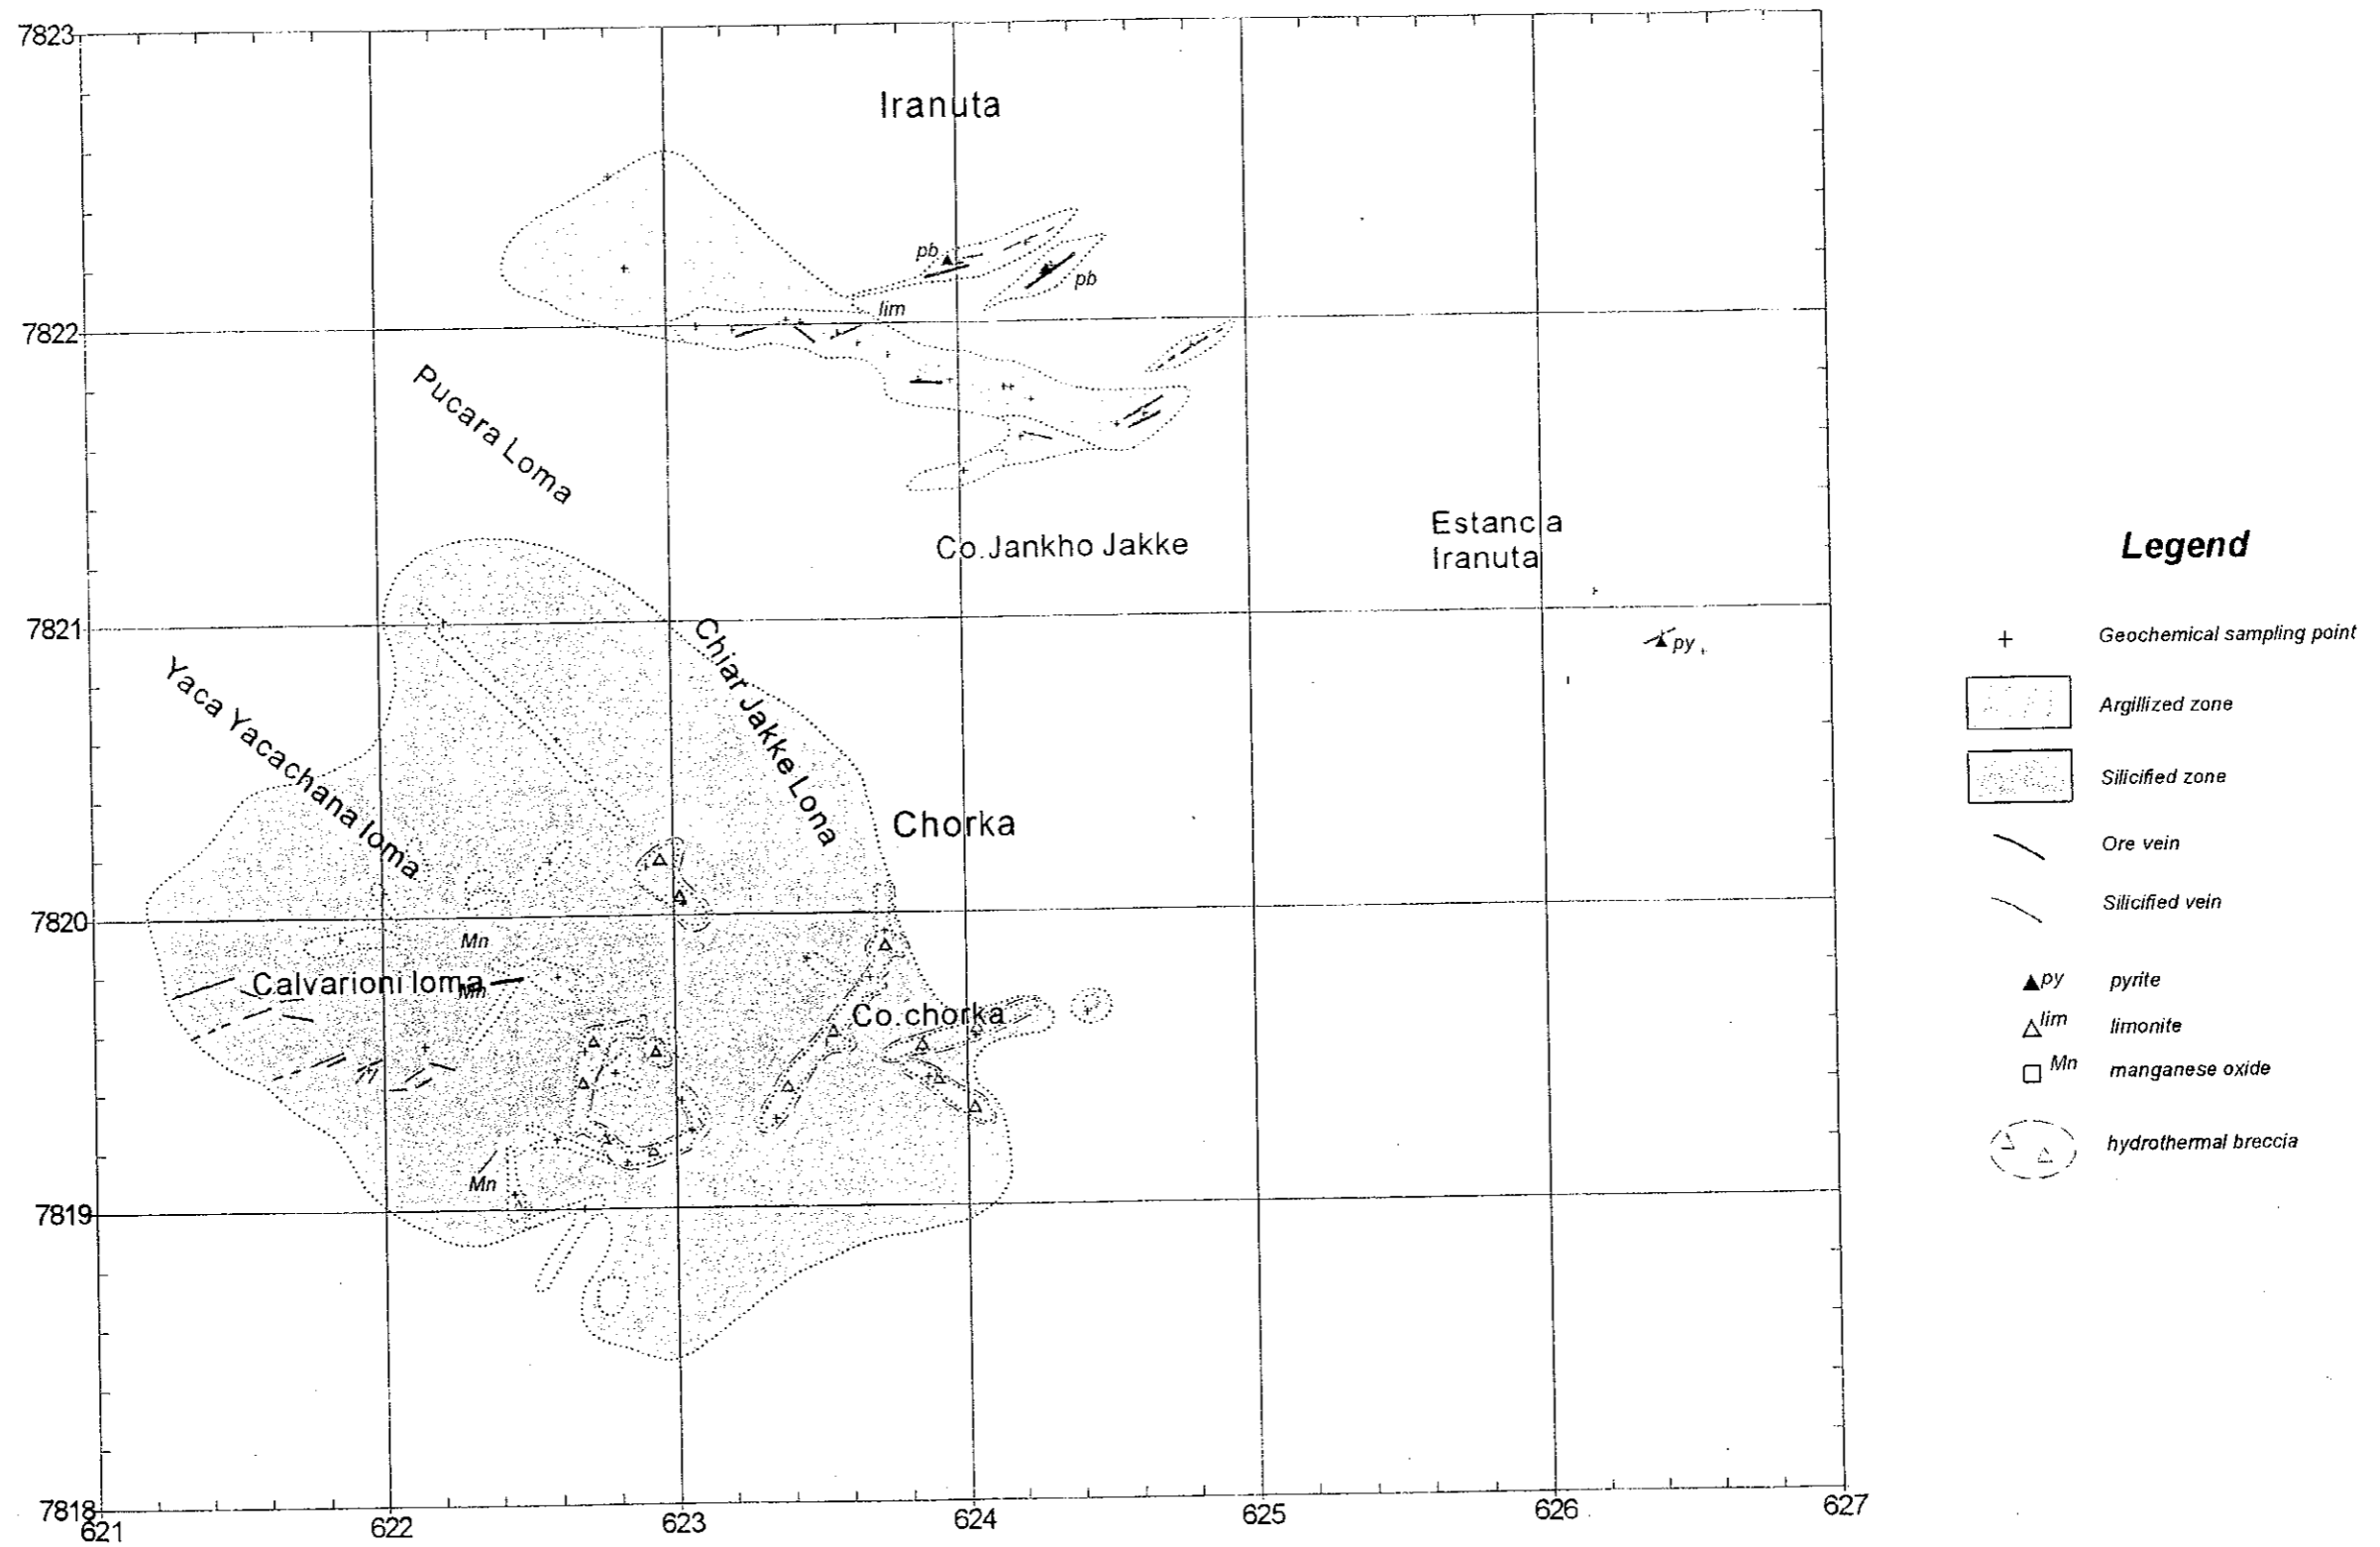 7823
7822
7821
7820
7819
7818
621
622
623
624
625
626
627
Iranuta
pb
pb
lim
Pucara Loma
Co.Jankho Jakke
Estancia
Iranuta
py
Yaca Yacachana loma
Chiar Jakke Lona
Chorka
Mn
Calvarioni loma
Mn
Co.chorka
Mn
Legend
Geochemical sampling point
Argillized zone
Silicified zone
Ore vein
Silicified vein
py pyrite
lim limonite
Mn manganese oxide
hydrothermal breccia